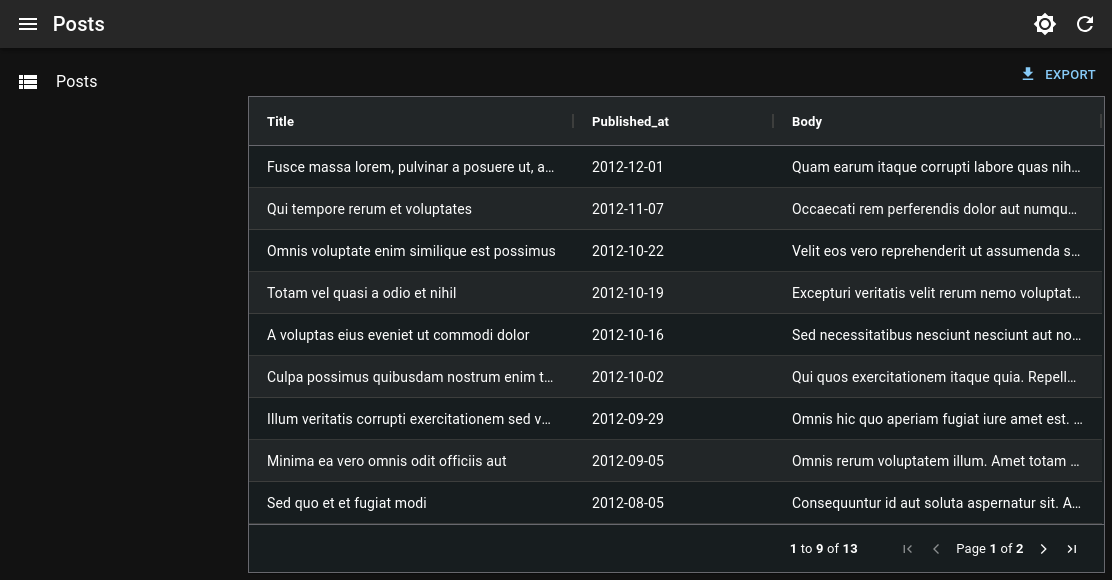 Posts
Posts
EXPORT
Title Published_at Body
Fusce massa lorem, pulvinar a posuere ut, a… 2012-12-01 Quam earum itaque corrupti labore quas nih…
Qui tempore rerum et voluptates 2012-11-07 Occaecati rem perferendis dolor aut numqu…
Omnis voluptate enim similique est possimus 2012-10-22 Velit eos vero reprehenderit ut assumenda s…
Totam vel quasi a odio et nihil 2012-10-19 Excepturi veritatis velit rerum nemo voluptat…
A voluptas eius eveniet ut commodi dolor 2012-10-16 Sed necessitatibus nesciunt nesciunt aut no…
Culpa possimus quibusdam nostrum enim t… 2012-10-02 Qui quos exercitationem itaque quia. Repell…
Illum veritatis corrupti exercitationem sed v… 2012-09-29 Omnis hic quo aperiam fugiat iure amet est. …
Minima ea vero omnis odit officiis aut 2012-09-05 Omnis rerum voluptatem illum. Amet totam …
Sed quo et et fugiat modi 2012-08-05 Consequuntur id aut soluta aspernatur sit. A…
1 to 9 of 13 Page 1 of 2